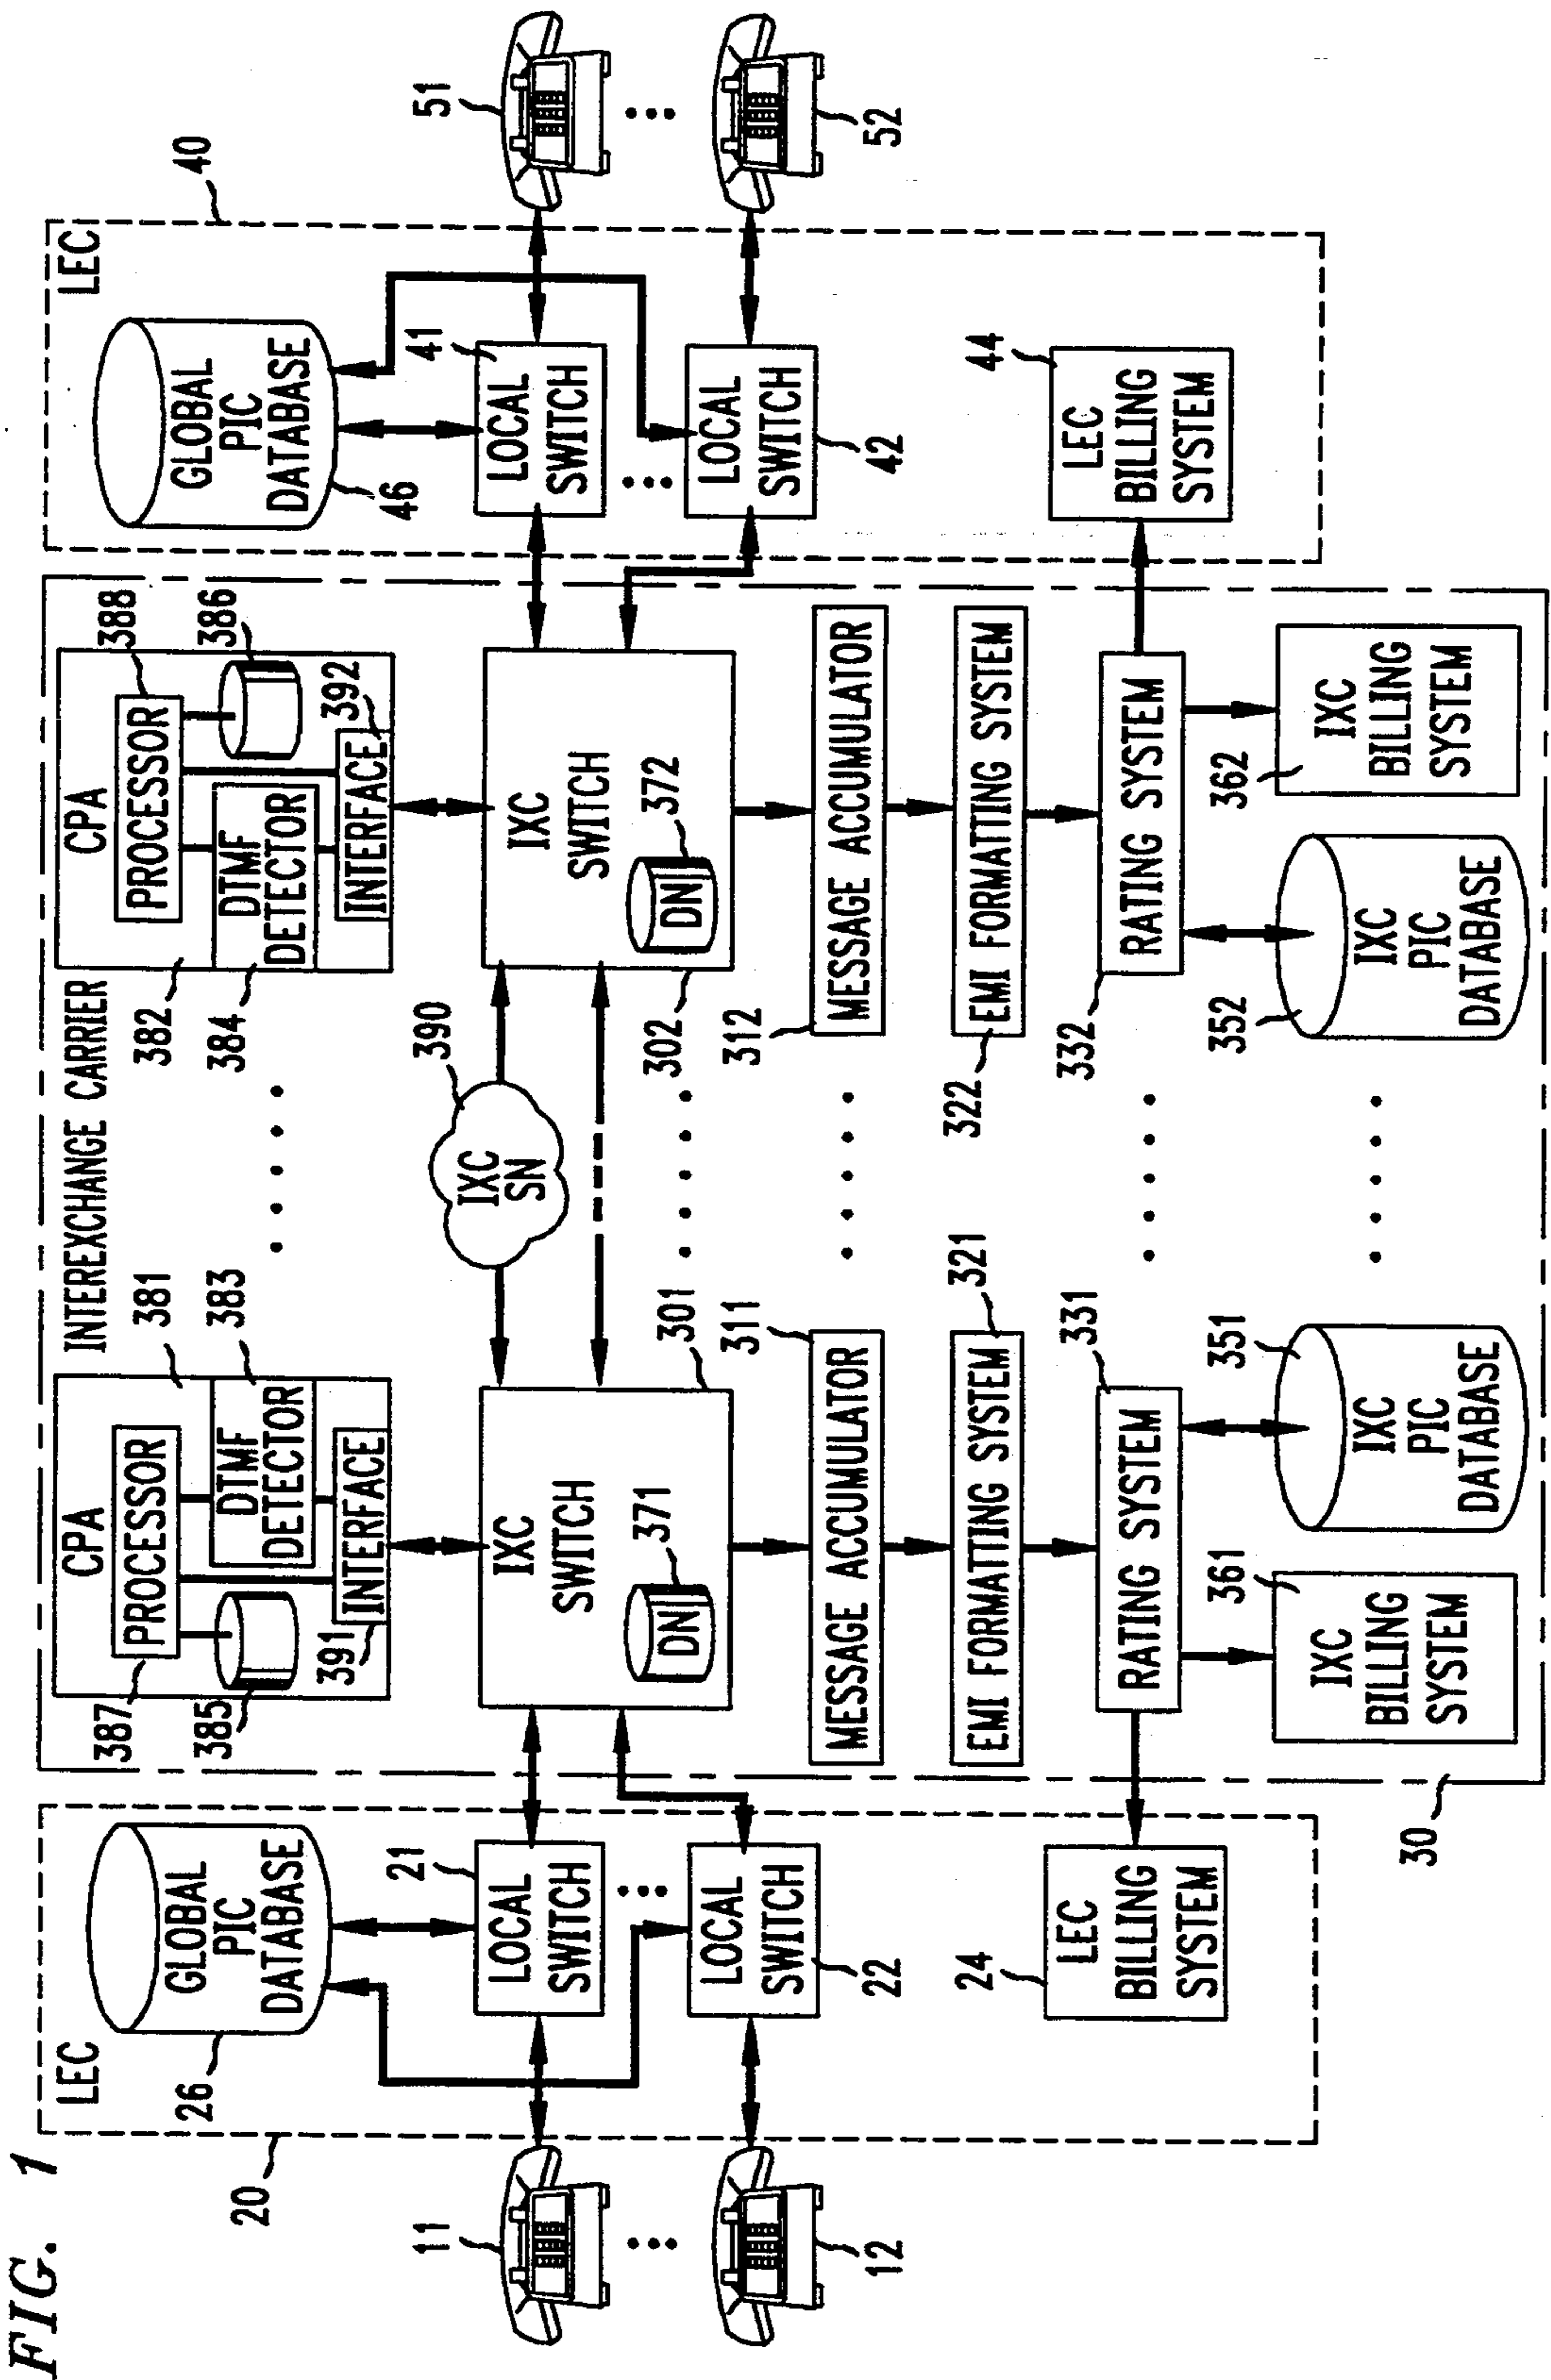 FIG. 1
20
LEC
26
GLOBAL
PIC
DATABASE
11
21
LOCAL
SWITCH
12
22
LOCAL
SWITCH
24
LEC
BILLING
SYSTEM
30
INTEREXCHANGE CARRIER
CPA
381
387
PROCESSOR
385
DTMF
DETECTOR
383
391
INTERFACE
IXC
SWITCH
301
DN
371
311
MESSAGE ACCUMULATOR
321
EMI FORMATTING SYSTEM
331
RATING SYSTEM
361
IXC
BILLING
SYSTEM
351
IXC
PIC
DATABASE
390
IXC
SN
CPA
382
388
PROCESSOR
386
384
DTMF
DETECTOR
392
INTERFACE
IXC
SWITCH
302
DN
372
312
MESSAGE ACCUMULATOR
322
EMI FORMATTING SYSTEM
332
RATING SYSTEM
352
IXC
PIC
DATABASE
362
IXC
BILLING
SYSTEM
LEC
40
GLOBAL
PIC
DATABASE
46
41
LOCAL
SWITCH
51
LOCAL
SWITCH
42
52
44
LEC
BILLING
SYSTEM